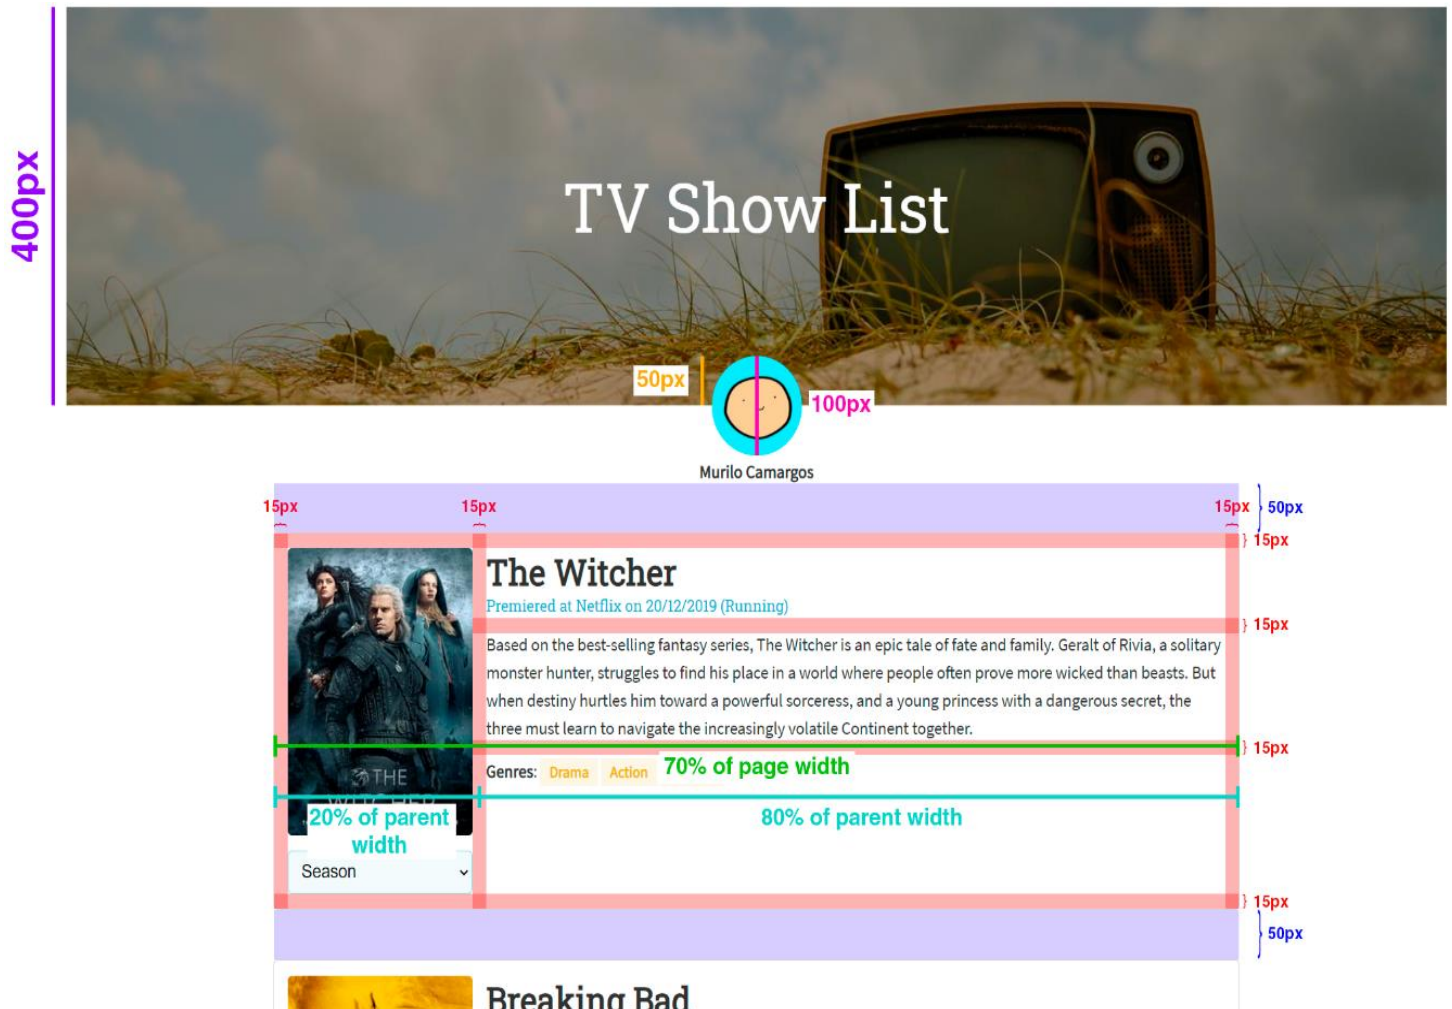 400px
TV Show List
50px
100px
Murilo Camargos
15px 15px 15px 50px
15px
The Witcher
Premiered at Netflix on 20/12/2019 (Running)
15px
Based on the best-selling fantasy series, The Witcher is an epic tale of fate and family. Geralt of Rivia, a solitary
monster hunter, struggles to find his place in a world where people often prove more wicked than beasts. But
when destiny hurtles him toward a powerful sorceress, and a young princess with a dangerous secret, the
three must learn to navigate the increasingly volatile Continent together.
15px
Genres: Drama Action 70% of page width
THE
20% of parent
width
80% of parent width
Season
15px
50px
Breaking Bad